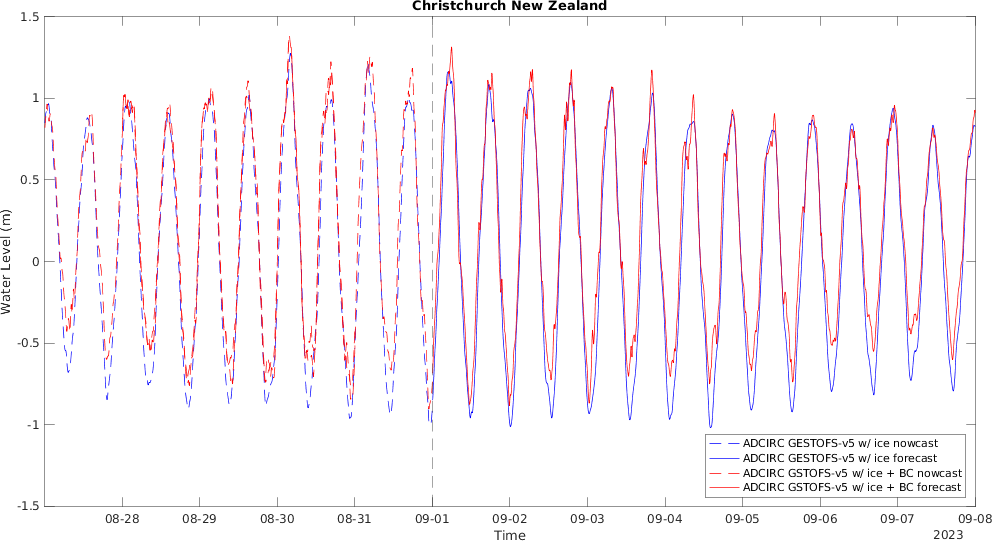 Christchurch New Zealand
1.5
1
0.5
0
-0.5
-1
-1.5
Water Level (m)
08-28 08-29 08-30 08-31 09-01 09-02 09-03 09-04 09-05 09-06 09-07 09-08
Time
2023
ADCIRC GESTOFS-v5 w/ ice nowcast
ADCIRC GESTOFS-v5 w/ ice forecast
ADCIRC GSTOFS-v5 w/ ice + BC nowcast
ADCIRC GSTOFS-v5 w/ ice + BC forecast